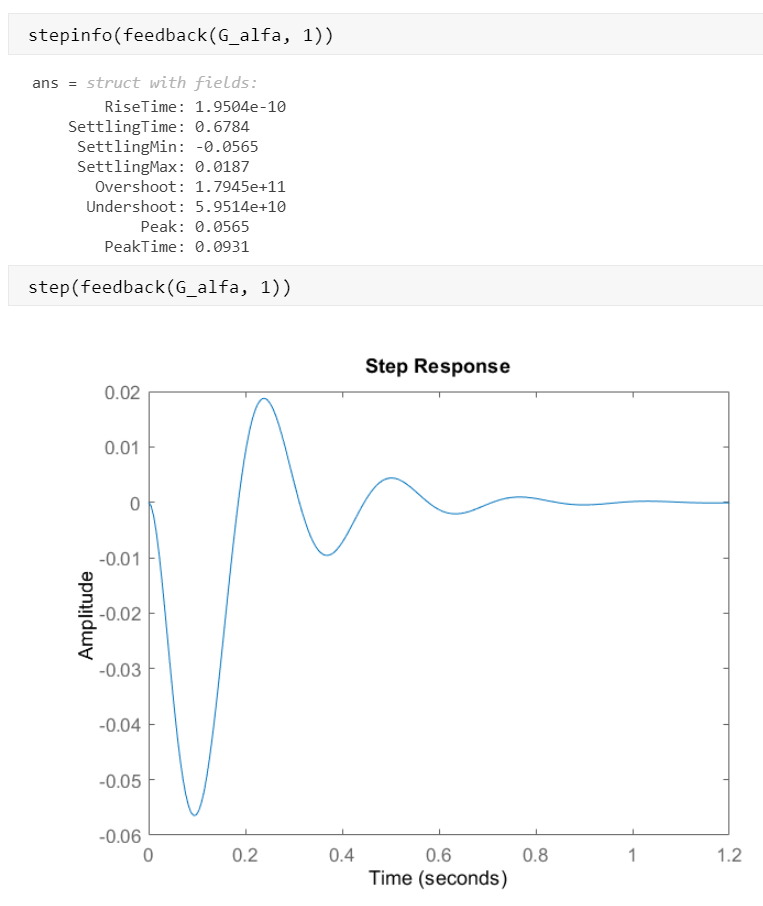 stepinfo(feedback(G_alfa, 1))
ans = struct with fields:
RiseTime: 1.9504e-10
SettlingTime: 0.6784
SettlingMin: -0.0565
SettlingMax: 0.0187
Overshoot: 1.7945e+11
Undershoot: 5.9514e+10
Peak: 0.0565
PeakTime: 0.0931
step(feedback(G_alfa, 1))
Step Response
0.02
0.01
0
-0.01
-0.02
-0.03
-0.04
-0.05
-0.06
Amplitude
0 0.2 0.4 0.6 0.8 1 1.2
Time (seconds)